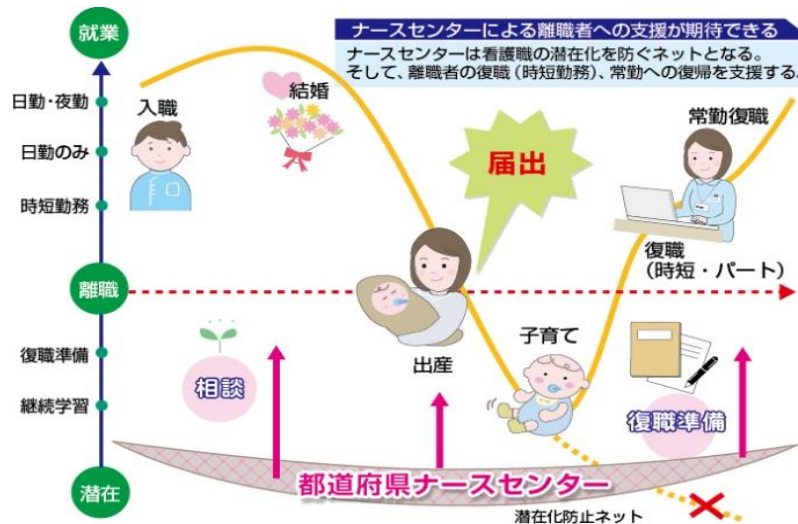 就業
ナースセンターによる離職者への支援が期待できる
ナースセンターは看護職の潜在化を防ぐネットとなる。
そして、離職者の復職（時短勤務）、常勤への復帰を支援する。
日勤・夜勤
入職
結婚
常勤復職
日勤のみ
届出
時短勤務
復職
（時短・パート）
離職
子育て
復職準備
出産
相談
継続学習
復職準備
都道府県ナースセンター
潜在
潜在化防止ネット